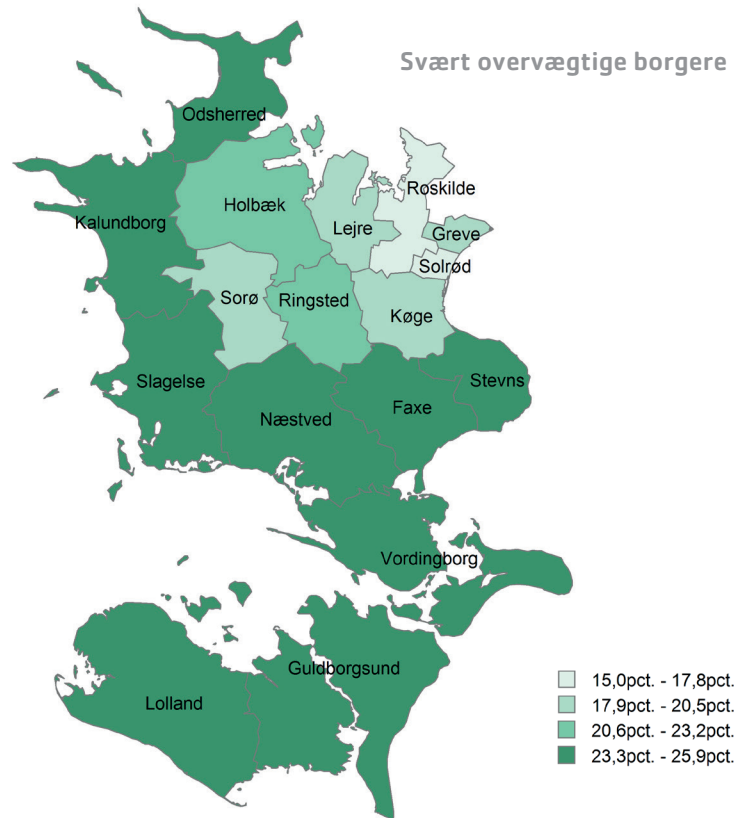 Svært overvægtige borgere
Odsherred
Roskilde
Holbæk
Kalundborg
Lejre
Greve
Solrød
Sorø
Ringsted
Køge
Slagelse
Stevns
Næstved
Faxe
Vordingborg
Guldborgsund
Lolland
15,0pct. - 17,8pct.
17,9pct. - 20,5pct.
20,6pct. - 23,2pct.
23,3pct. - 25,9pct.